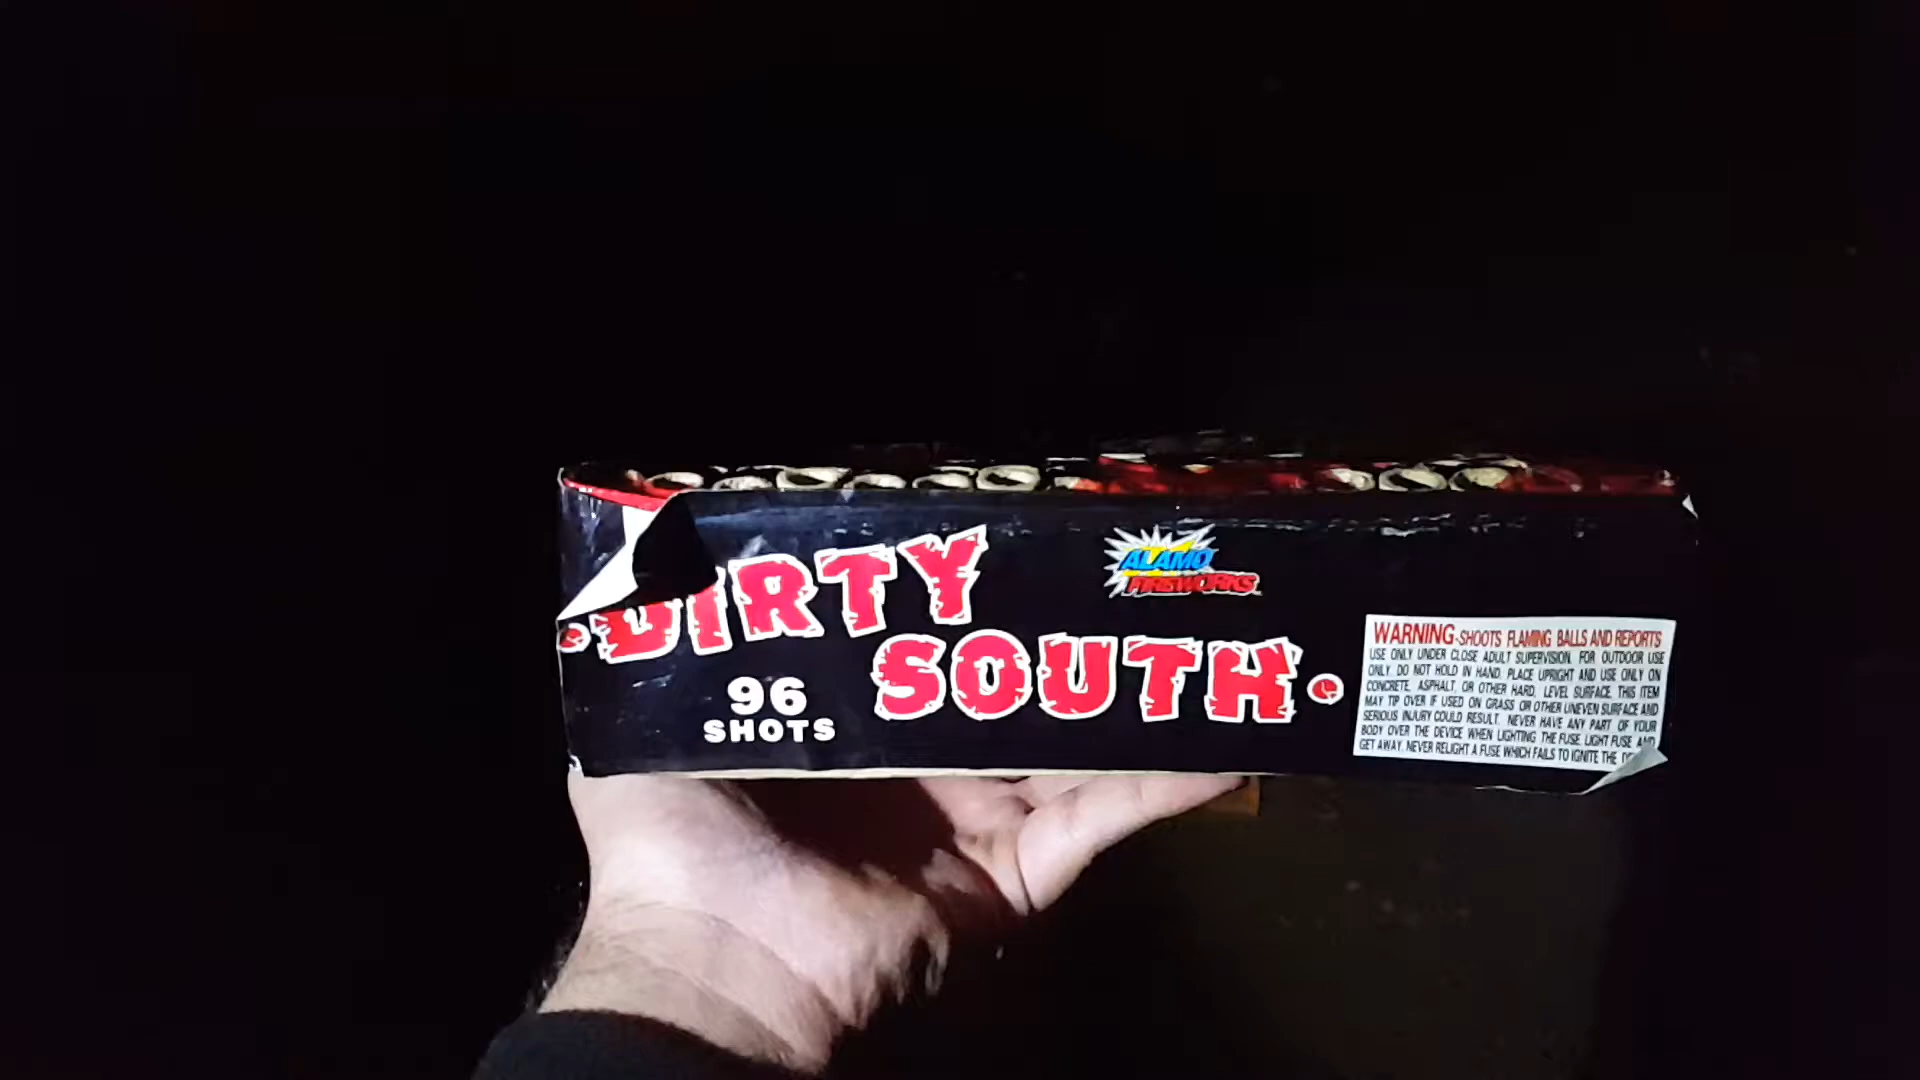 DIRTY
SOUTH
96
SHOTS
ALAMO
FIREWORKS
WARNING-SHOOTS FLAMING BALLS AND REPORTS
USE ONLY UNDER CLOSE ADULT SUPERVISION. FOR OUTDOOR USE
ONLY. DO NOT HOLD IN HAND. PLACE UPRIGHT AND USE ONLY ON
CONCRETE, ASPHALT, OR OTHER HARD, LEVEL SURFACE. THIS ITEM
MAY TIP OVER IF USED ON GRASS OR OTHER UNEVEN SURFACE AND
SERIOUS INJURY COULD RESULT. NEVER HAVE ANY PART OF YOUR
BODY OVER THE DEVICE WHEN LIGHTING THE FUSE. LIGHT FUSE AND
GET AWAY. NEVER RELIGHT A FUSE WHICH FAILS TO IGNITE THE